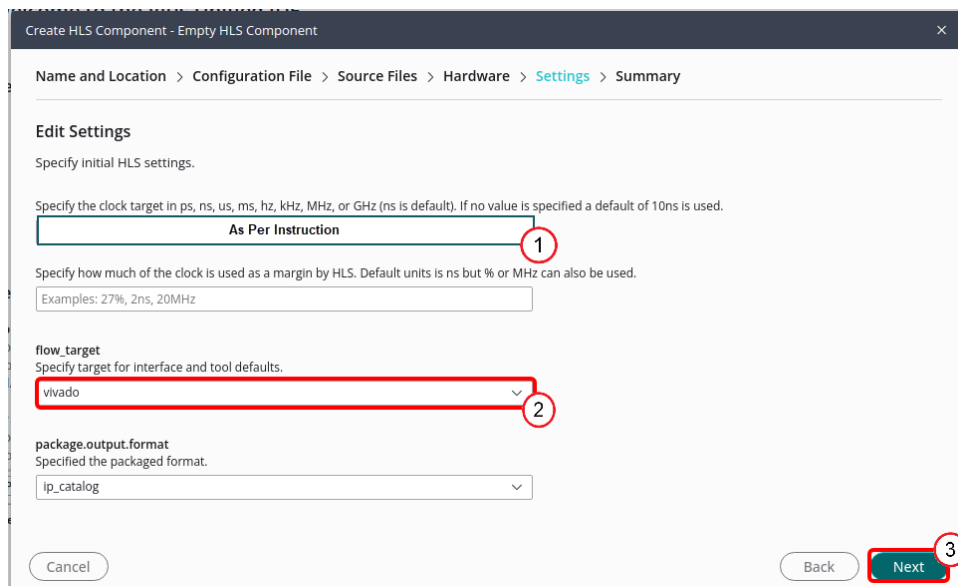 Create HLS Component - Empty HLS Component
Name and Location > Configuration File > Source Files > Hardware > Settings > Summary
Edit Settings
Specify initial HLS settings.
Specify the clock target in ps, ns, us, ms, hz, kHz, MHz, or GHz (ns is default). If no value is specified a default of 10ns is used.
As Per Instruction
1
Specify how much of the clock is used as a margin by HLS. Default units is ns but % or MHz can also be used.
Examples: 27%, 2ns, 20MHz
flow_target
Specify target for interface and tool defaults.
vivado
2
package.output.format
Specified the packaged format.
ip_catalog
3
Cancel Back Next